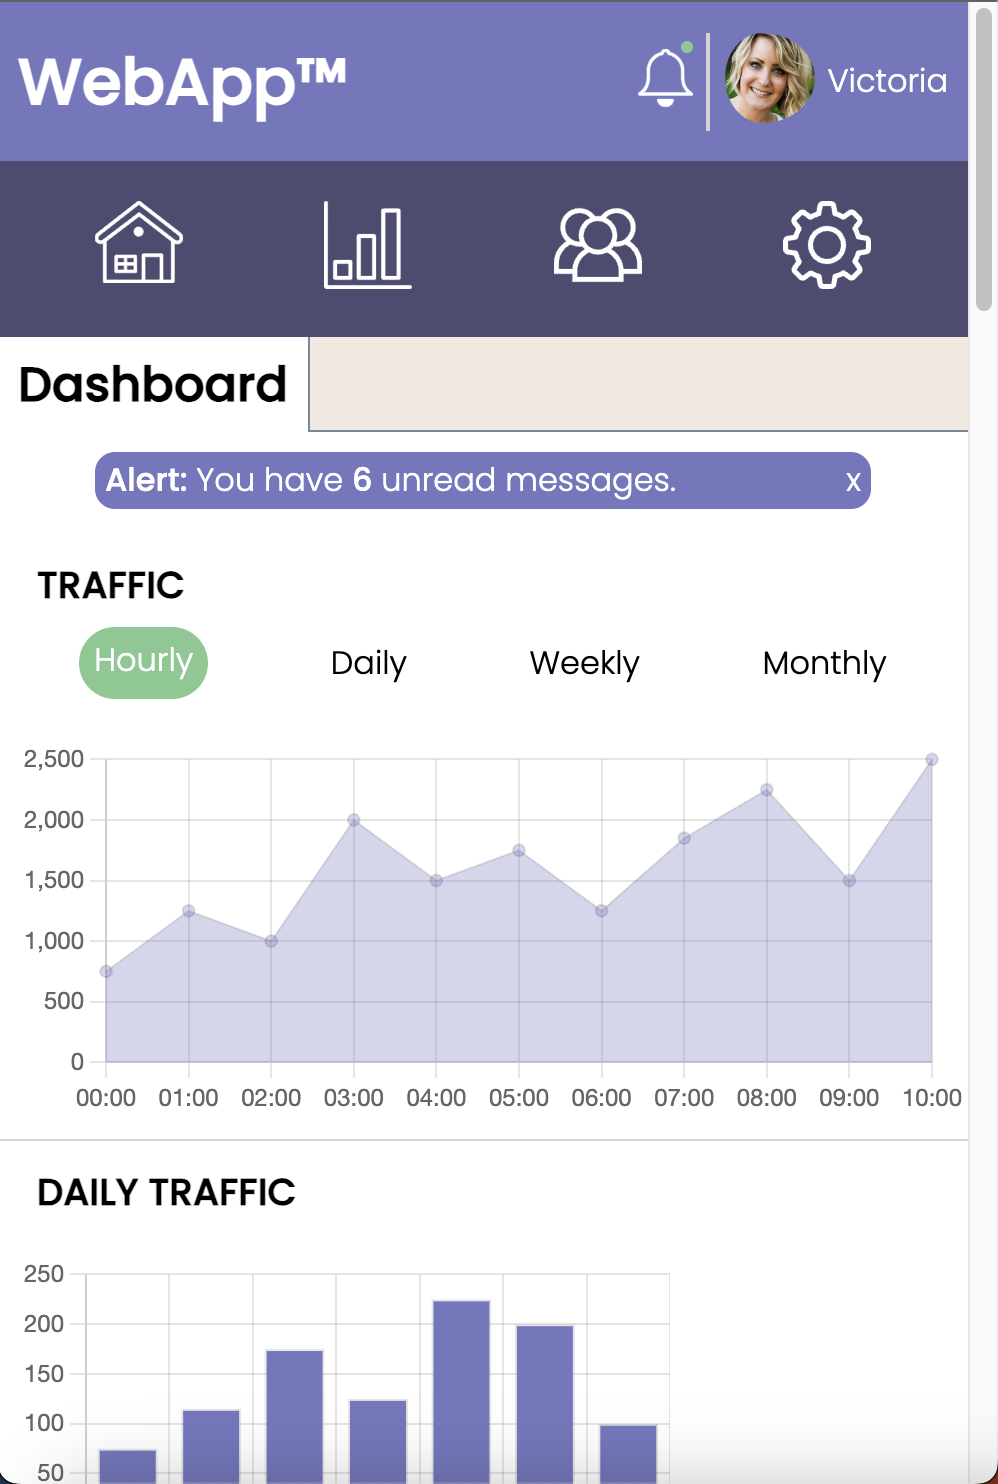 WebApp™
Victoria
Dashboard
Alert: You have 6 unread messages. x
TRAFFIC
Hourly Daily Weekly Monthly
2,500
2,000
1,500
1,000
500
0
00:00 01:00 02:00 03:00 04:00 05:00 06:00 07:00 08:00 09:00 10:00
DAILY TRAFFIC
250
200
150
100
50